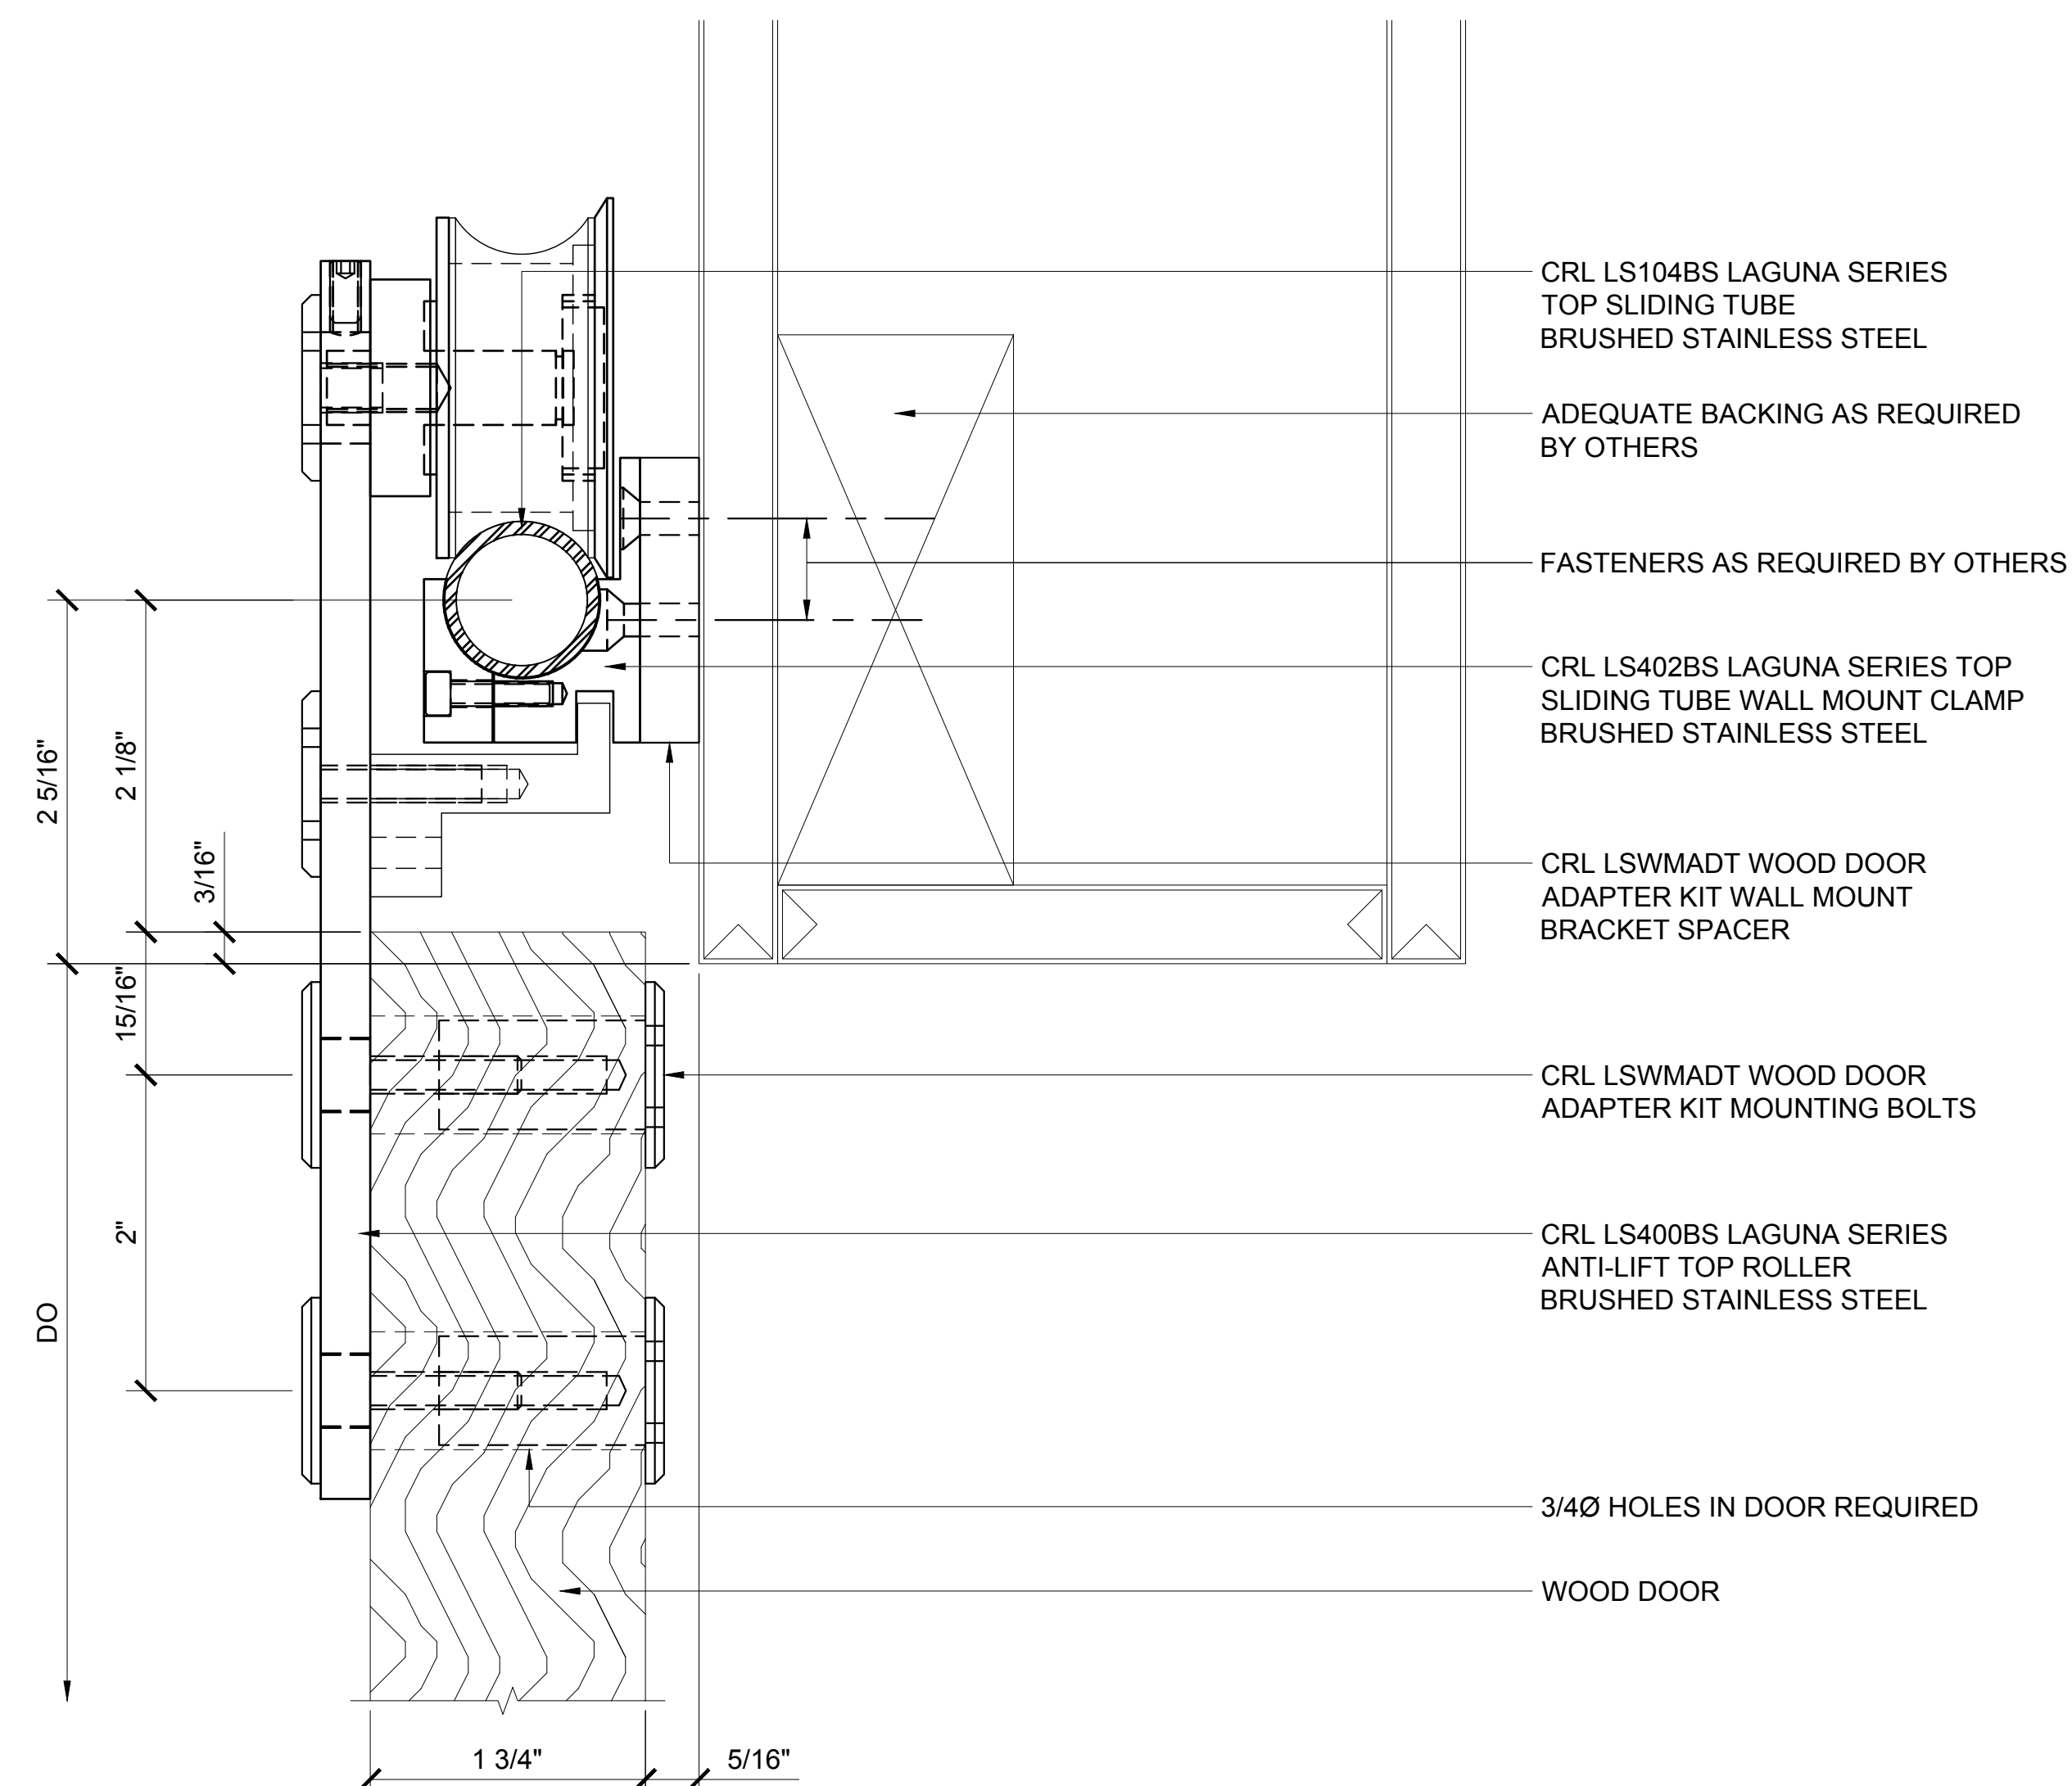 CRL LS104BS LAGUNA SERIES
TOP SLIDING TUBE
BRUSHED STAINLESS STEEL
ADEQUATE BACKING AS REQUIRED
BY OTHERS
FASTENERS AS REQUIRED BY OTHERS
CRL LS402BS LAGUNA SERIES TOP
SLIDING TUBE WALL MOUNT CLAMP
BRUSHED STAINLESS STEEL
2 5/16"
2 1/8"
3/16"
CRL LSWMADT WOOD DOOR
ADAPTER KIT WALL MOUNT
BRACKET SPACER
15/16"
CRL LSWMADT WOOD DOOR
ADAPTER KIT MOUNTING BOLTS
2"
CRL LS400BS LAGUNA SERIES
ANTI-LIFT TOP ROLLER
BRUSHED STAINLESS STEEL
DO
3/4Ø HOLES IN DOOR REQUIRED
WOOD DOOR
1 3/4"
5/16"